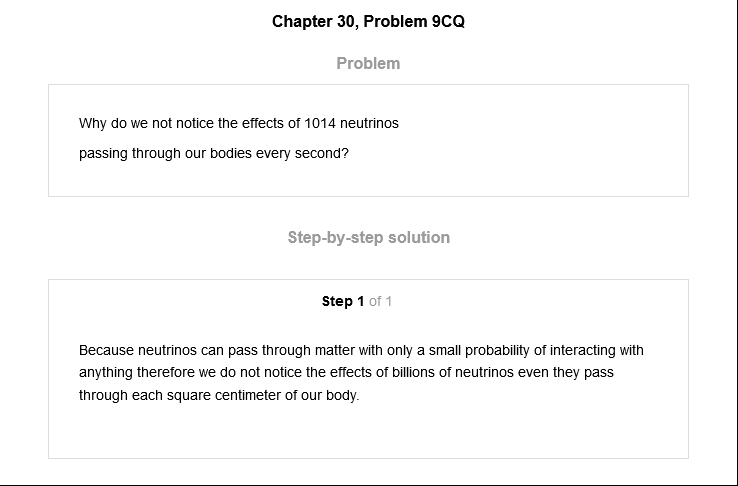 Chapter 30, Problem 9CQ
Problem
Why do we not notice the effects of 1014 neutrinos
passing through our bodies every second?
Step-by-step solution
Step 1 of 1
Because neutrinos can pass through matter with only a small probability of interacting with
anything therefore we do not notice the effects of billions of neutrinos even they pass
through each square centimeter of our body.